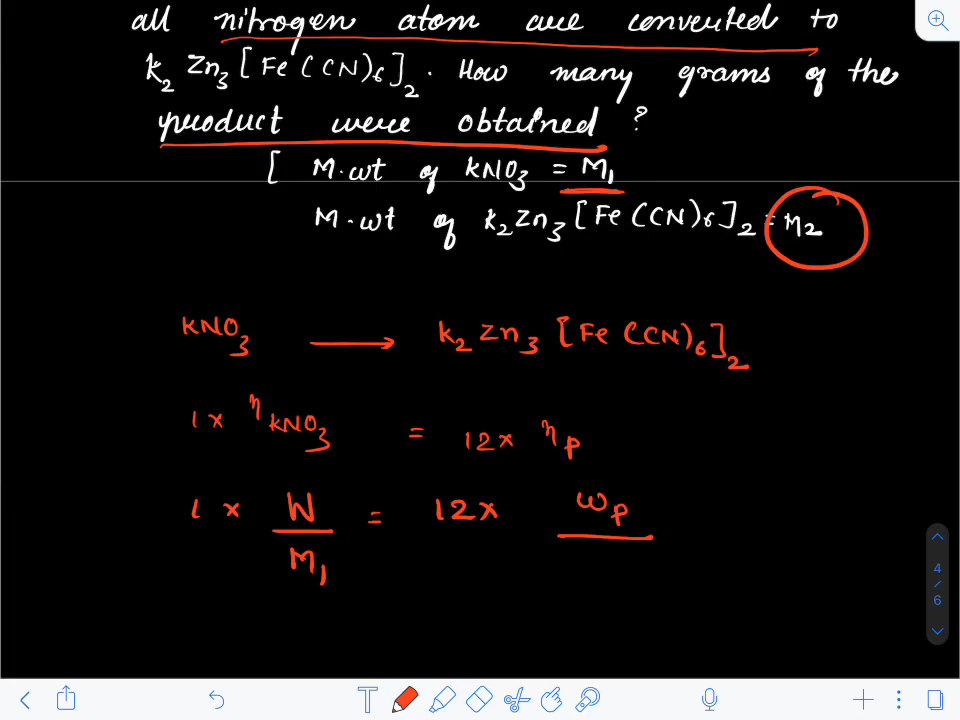 all nitrogen atom are converted to
K₂ Zn₃ [Fe(CN)₆]₂. How many grams of the
product were obtained ?
[ M.wt of KNO₃ = M₁
M.wt of K₂Zn₃[Fe(CN)₆]₂ = M₂
KNO₃ → K₂ Zn₃ [Fe(CN)₆]₂
1 × η KNO₃ = 12 × η P
1 × W / M₁ = 12 × ω P
4 / 6
T